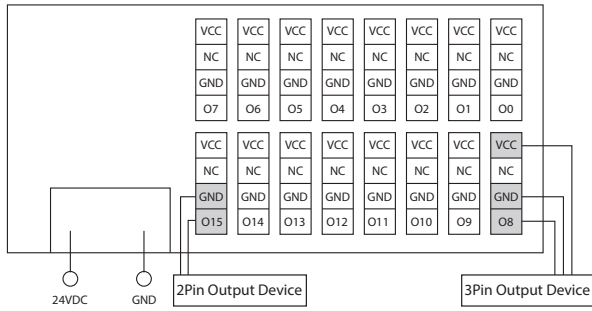 VCC VCC VCC VCC VCC VCC VCC VCC
NC NC NC NC NC NC NC NC
GND GND GND GND GND GND GND GND
O7 O6 O5 O4 O3 O2 O1 O0
VCC VCC VCC VCC VCC VCC VCC VCC
NC NC NC NC NC NC NC NC
GND GND GND GND GND GND GND GND
O15 O14 O13 O12 O11 O10 O9 O8
24VDC GND 2Pin Output Device 3Pin Output Device